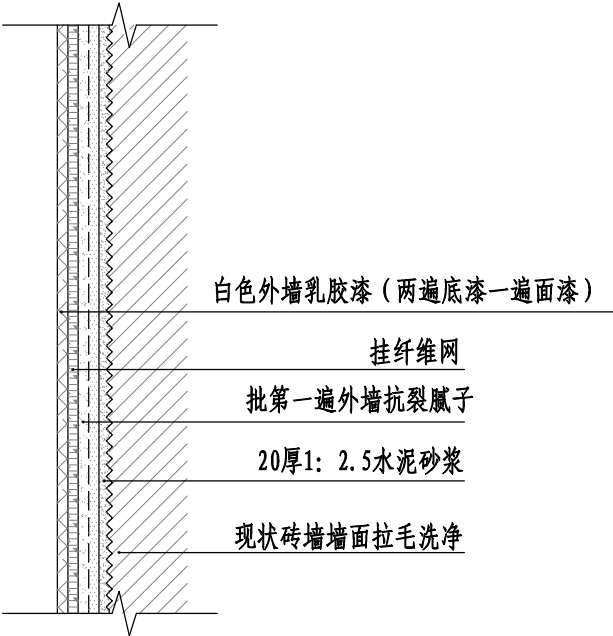 白色外墙乳胶漆（两遍底漆一遍面漆）
挂纤维网
批第一遍外墙抗裂腻子
20厚1：2.5水泥砂浆
现状砖墙墙面拉毛洗净